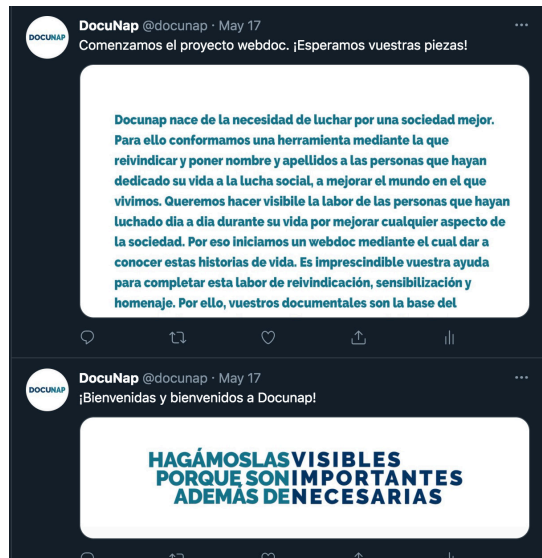 DOCUNAP
DocuNap @docunap · May 17
Comenzamos el proyecto webdoc. ¡Esperamos vuestras piezas!
Docunap nace de la necesidad de luchar por una sociedad mejor.
Para ello conformamos una herramienta mediante la que
reivindicar y poner nombre y apellidos a las personas que hayan
dedicado su vida a la lucha social, a mejorar el mundo en el que
vivimos. Queremos hacer visibile la labor de las personas que hayan
luchado dia a dia durante su vida por mejorar cualquier aspecto de
la sociedad. Por eso iniciamos un webdoc mediante el cual dar a
conocer estas historias de vida. Es imprescindible vuestra ayuda
para completar esta labor de reivindicación, sensibilización y
homenaje. Por ello, vuestros documentales son la base del
DOCUNAP
DocuNap @docunap · May 17
¡Bienvenidas y bienvenidos a Docunap!
HAGÁMOSLAS VISIBLES
PORQUE SON IMPORTANTES
ADEMÁS DE NECESARIAS